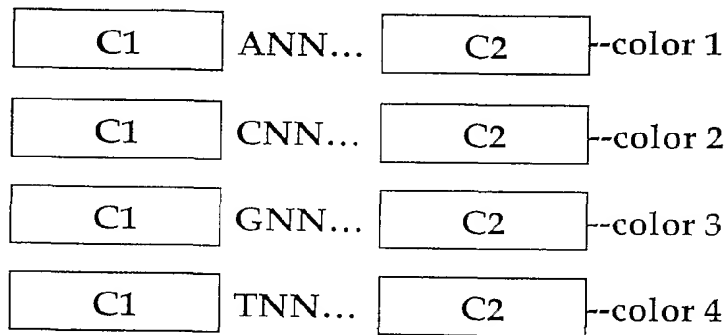 C1 ANN... C2 --color 1
C1 CNN... C2 --color 2
C1 GNN... C2 --color 3
C1 TNN... C2 --color 4